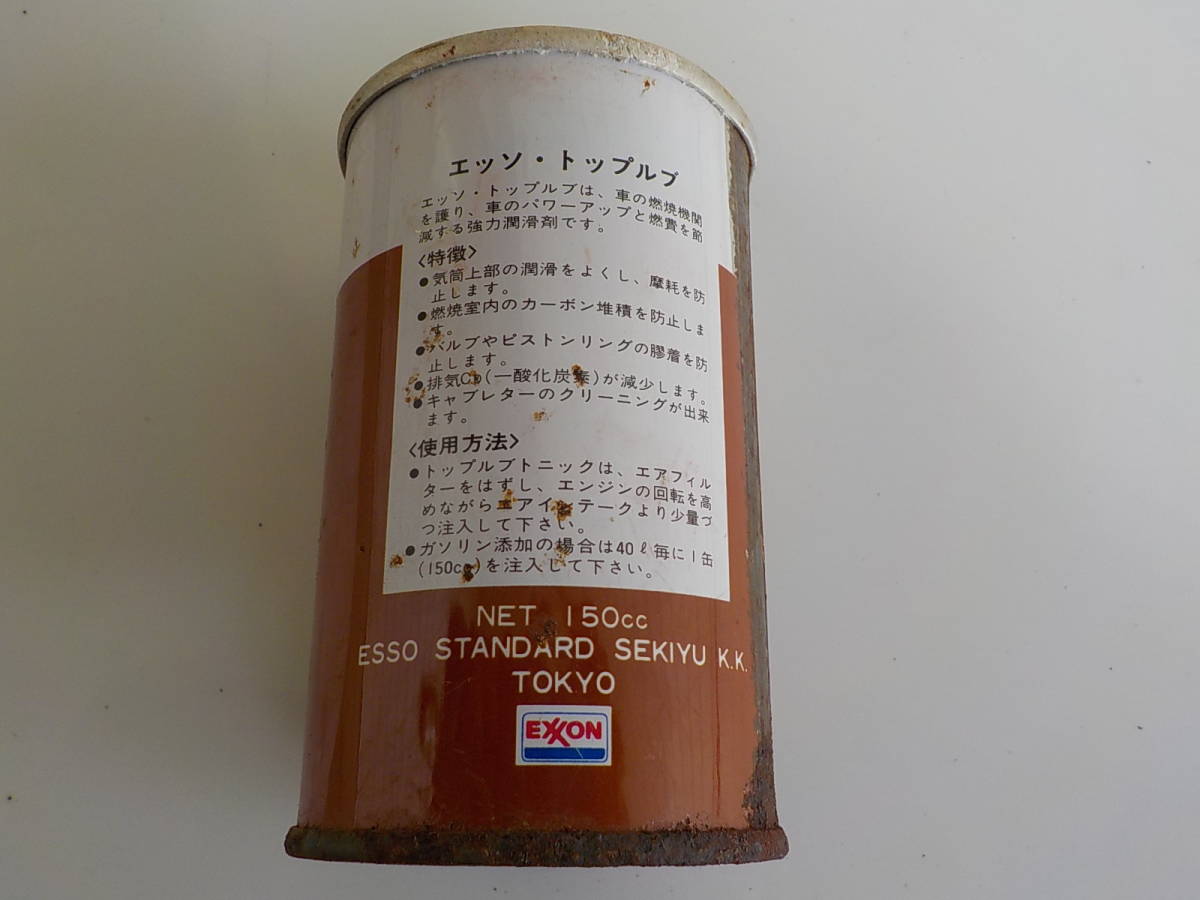 エッソ・トップルブ
エッソ・トップルブは、車の燃焼機関
を護り、車のパワーアップと燃費を節
減する強力潤滑剤です。
〈特徴〉
●気筒上部の潤滑をよくし、摩耗を防
止します。
●燃焼室内のカーボン堆積を防止しま
す。
●バルブやピストンリングの膠着を防
止します。
●排気CO(一酸化炭素)が減少します。
●キャブレターのクリーニングが出来
ます。
〈使用方法〉
●トップルブトニックは、エアフィル
ターをはずし、エンジンの回転を高
めながらエアインテークより少量づ
つ注入して下さい。
●ガソリン添加の場合は40ℓ毎に1缶
(150cc)を注入して下さい。
NET 150cc
ESSO STANDARD SEKIYU K.K.
TOKYO
EXXON